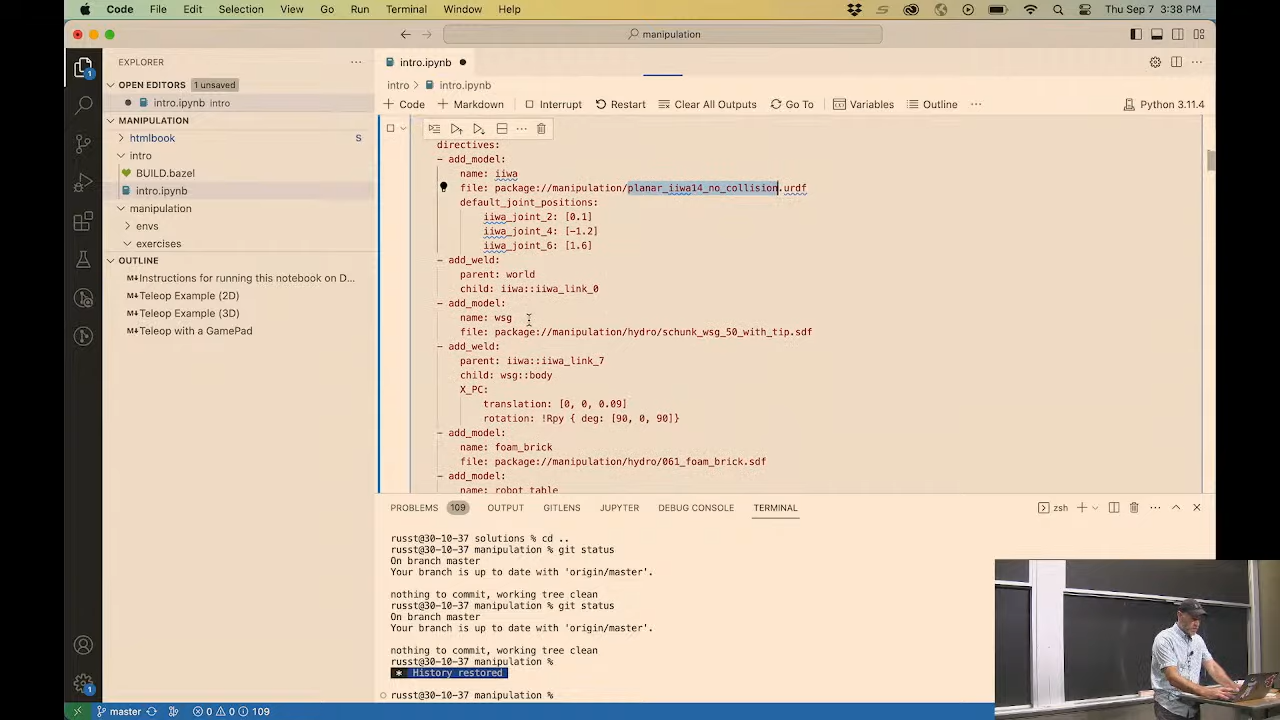 Code File Edit Selection View Go Run Terminal Window Help Thu Sep 7 3:38 PM
manipulation
EXPLORER
OPEN EDITORS 1 unsaved
intro.ipynb intro
MANIPULATION
htmlbook S
intro
BUILD.bazel
intro.ipynb
manipulation
envs
exercises
OUTLINE
M↓Instructions for running this notebook on D...
M↓Teleop Example (2D)
M↓Teleop Example (3D)
M↓Teleop with a GamePad
1
1
intro.ipynb
intro > intro.ipynb
+ Code + Markdown Interrupt Restart Clear All Outputs Go To Variables Outline ... Python 3.11.4
directives:
- add_model:
name: iiwa
file: package://manipulation/planar_iiwa14_no_collision.urdf
default_joint_positions:
iiwa_joint_2: [0.1]
iiwa_joint_4: [-1.2]
iiwa_joint_6: [1.6]
- add_weld:
parent: world
child: iiwa::iiwa_link_0
- add_model:
name: wsg
file: package://manipulation/hydro/schunk_wsg_50_with_tip.sdf
- add_weld:
parent: iiwa::iiwa_link_7
child: wsg::body
X_PC:
translation: [0, 0, 0.09]
rotation: !Rpy { deg: [90, 0, 90]}
- add_model:
name: foam_brick
file: package://manipulation/hydro/061_foam_brick.sdf
- add_model:
name: robot_table
PROBLEMS 109 OUTPUT GITLENS JUPYTER DEBUG CONSOLE TERMINAL zsh
russt@30-10-37 solutions % cd ..
russt@30-10-37 manipulation % git status
On branch master
Your branch is up to date with 'origin/master'.
nothing to commit, working tree clean
russt@30-10-37 manipulation % git status
On branch master
Your branch is up to date with 'origin/master'.
nothing to commit, working tree clean
russt@30-10-37 manipulation %
* History restored
russt@30-10-37 manipulation %
master 0 0 109